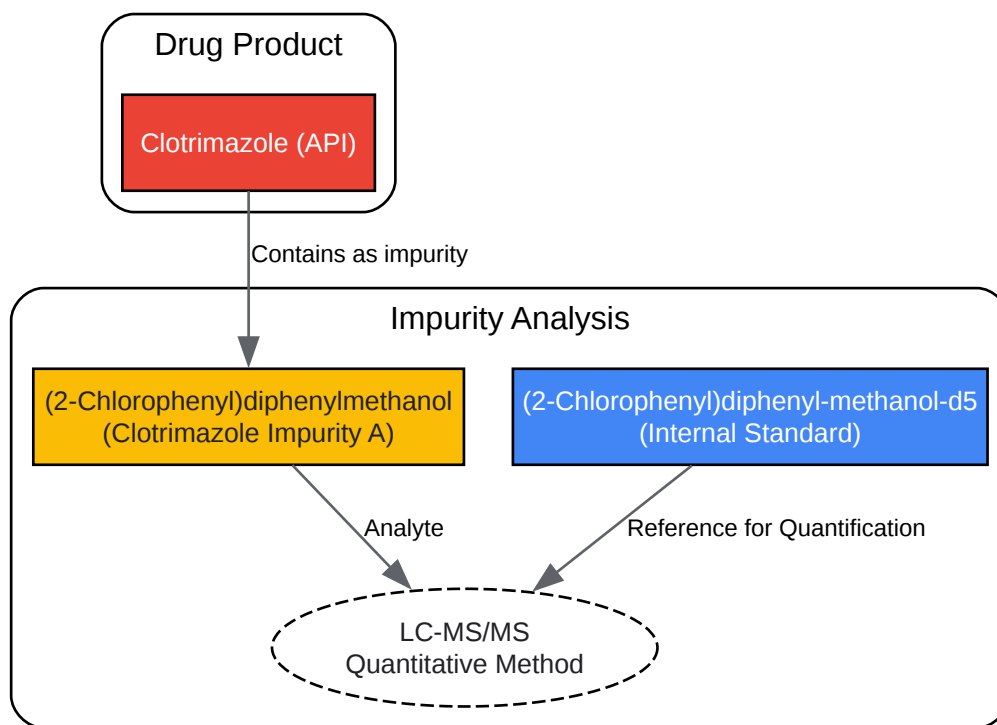 Drug Product
Clotrimazole (API)
Contains as impurity
Impurity Analysis
(2-Chlorophenyl)diphenylmethanol
(Clotrimazole Impurity A)
(2-Chlorophenyl)diphenyl-methanol-d5
(Internal Standard)
Analyte
Reference for Quantification
LC-MS/MS
Quantitative Method